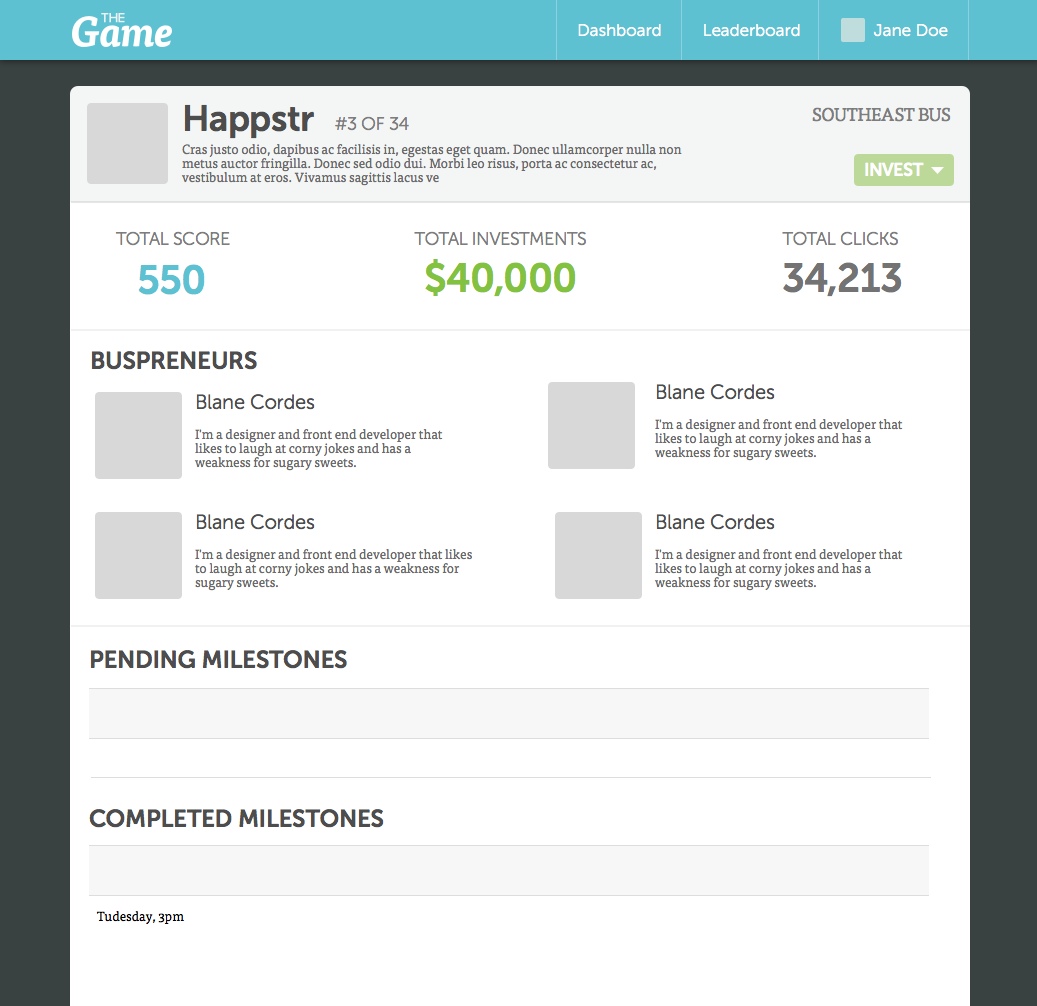 THE
Game
Dashboard
Leaderboard
Jane Doe
Happstr
#3 OF 34
SOUTHEAST BUS
Cras justo odio, dapibus ac facilisis in, egestas eget quam. Donec ullamcorper nulla non
metus auctor fringilla. Donec sed odio dui. Morbi leo risus, porta ac consectetur ac,
vestibulum at eros. Vivamus sagittis lacus ve
INVEST
TOTAL SCORE
550
TOTAL INVESTMENTS
$40,000
TOTAL CLICKS
34,213
BUSPRENEURS
Blane Cordes
I'm a designer and front end developer that
likes to laugh at corny jokes and has a
weakness for sugary sweets.
Blane Cordes
I'm a designer and front end developer that
likes to laugh at corny jokes and has a
weakness for sugary sweets.
Blane Cordes
I'm a designer and front end developer that likes
to laugh at corny jokes and has a weakness for
sugary sweets.
Blane Cordes
I'm a designer and front end developer that
likes to laugh at corny jokes and has a
weakness for sugary sweets.
PENDING MILESTONES
COMPLETED MILESTONES
Tudesday, 3pm